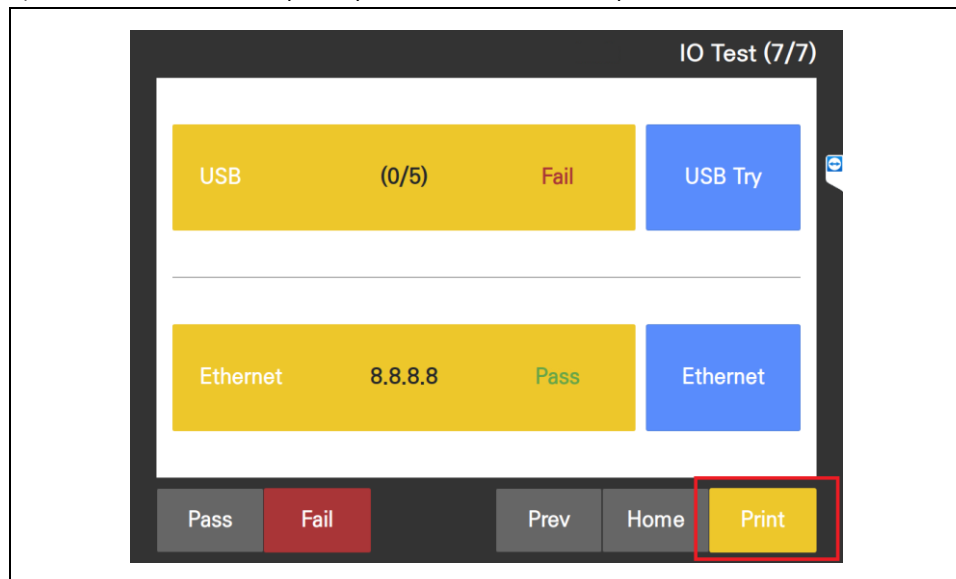 IO Test (7/7)
USB (0/5) Fail USB Try
Ethernet 8.8.8.8 Pass Ethernet
Pass Fail Prev Home Print